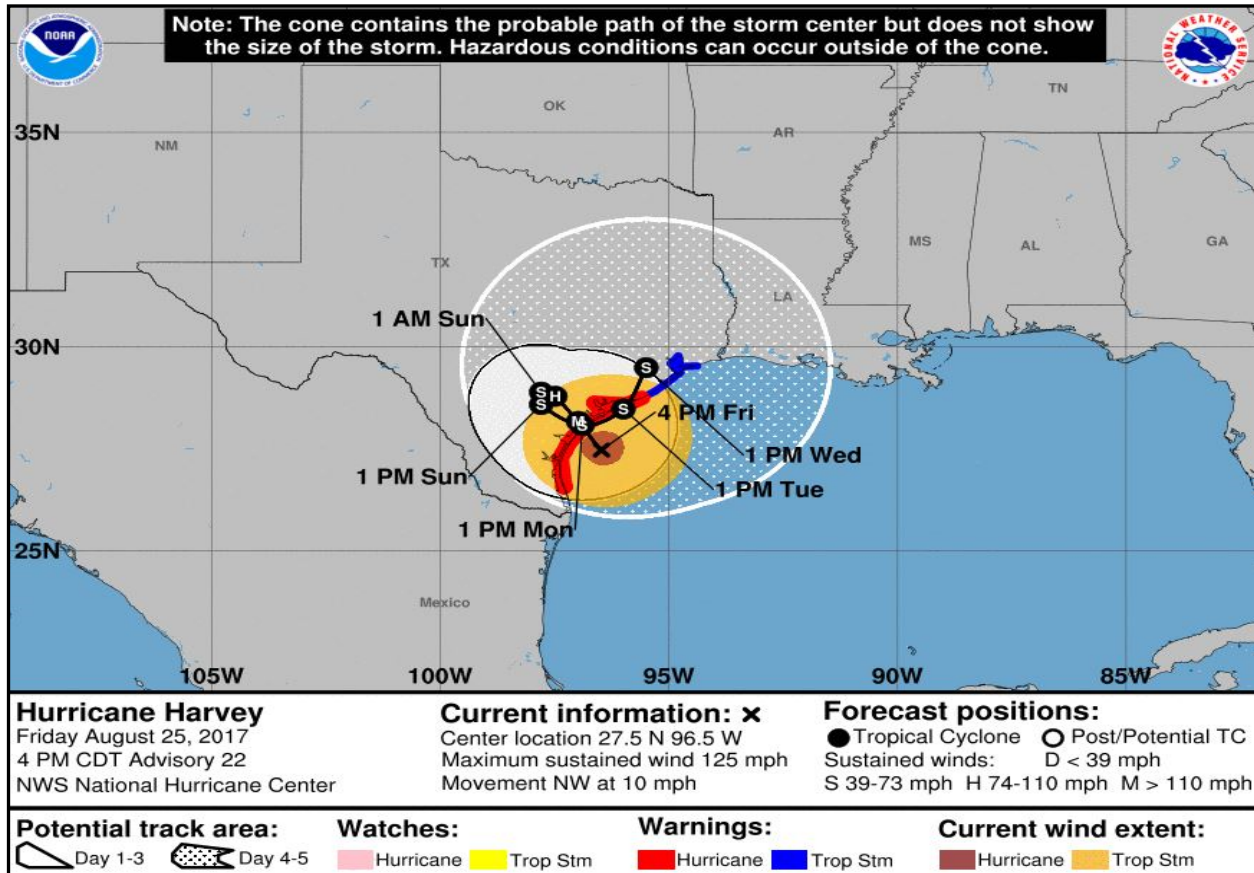 Note: The cone contains the probable path of the storm center but does not show
the size of the storm. Hazardous conditions can occur outside of the cone.
NOAA
NATIONAL WEATHER SERVICE
35N
NM
OK
AR
TN
TX
LA
MS
AL
GA
1 AM Sun
30N
S
S
H
S
M
S
S
4 PM Fri
1 PM Wed
1 PM Sun
1 PM Tue
1 PM Mon
25N
Mexico
105W
100W
95W
90W
85W
Hurricane Harvey
Friday August 25, 2017
4 PM CDT Advisory 22
NWS National Hurricane Center
Current information: ×
Center location 27.5 N 96.5 W
Maximum sustained wind 125 mph
Movement NW at 10 mph
Forecast positions:
Tropical Cyclone Post/Potential TC
Sustained winds: D < 39 mph
S 39-73 mph H 74-110 mph M > 110 mph
Potential track area:
Day 1-3 Day 4-5
Watches:
Hurricane Trop Stm
Warnings:
Hurricane Trop Stm
Current wind extent:
Hurricane Trop Stm